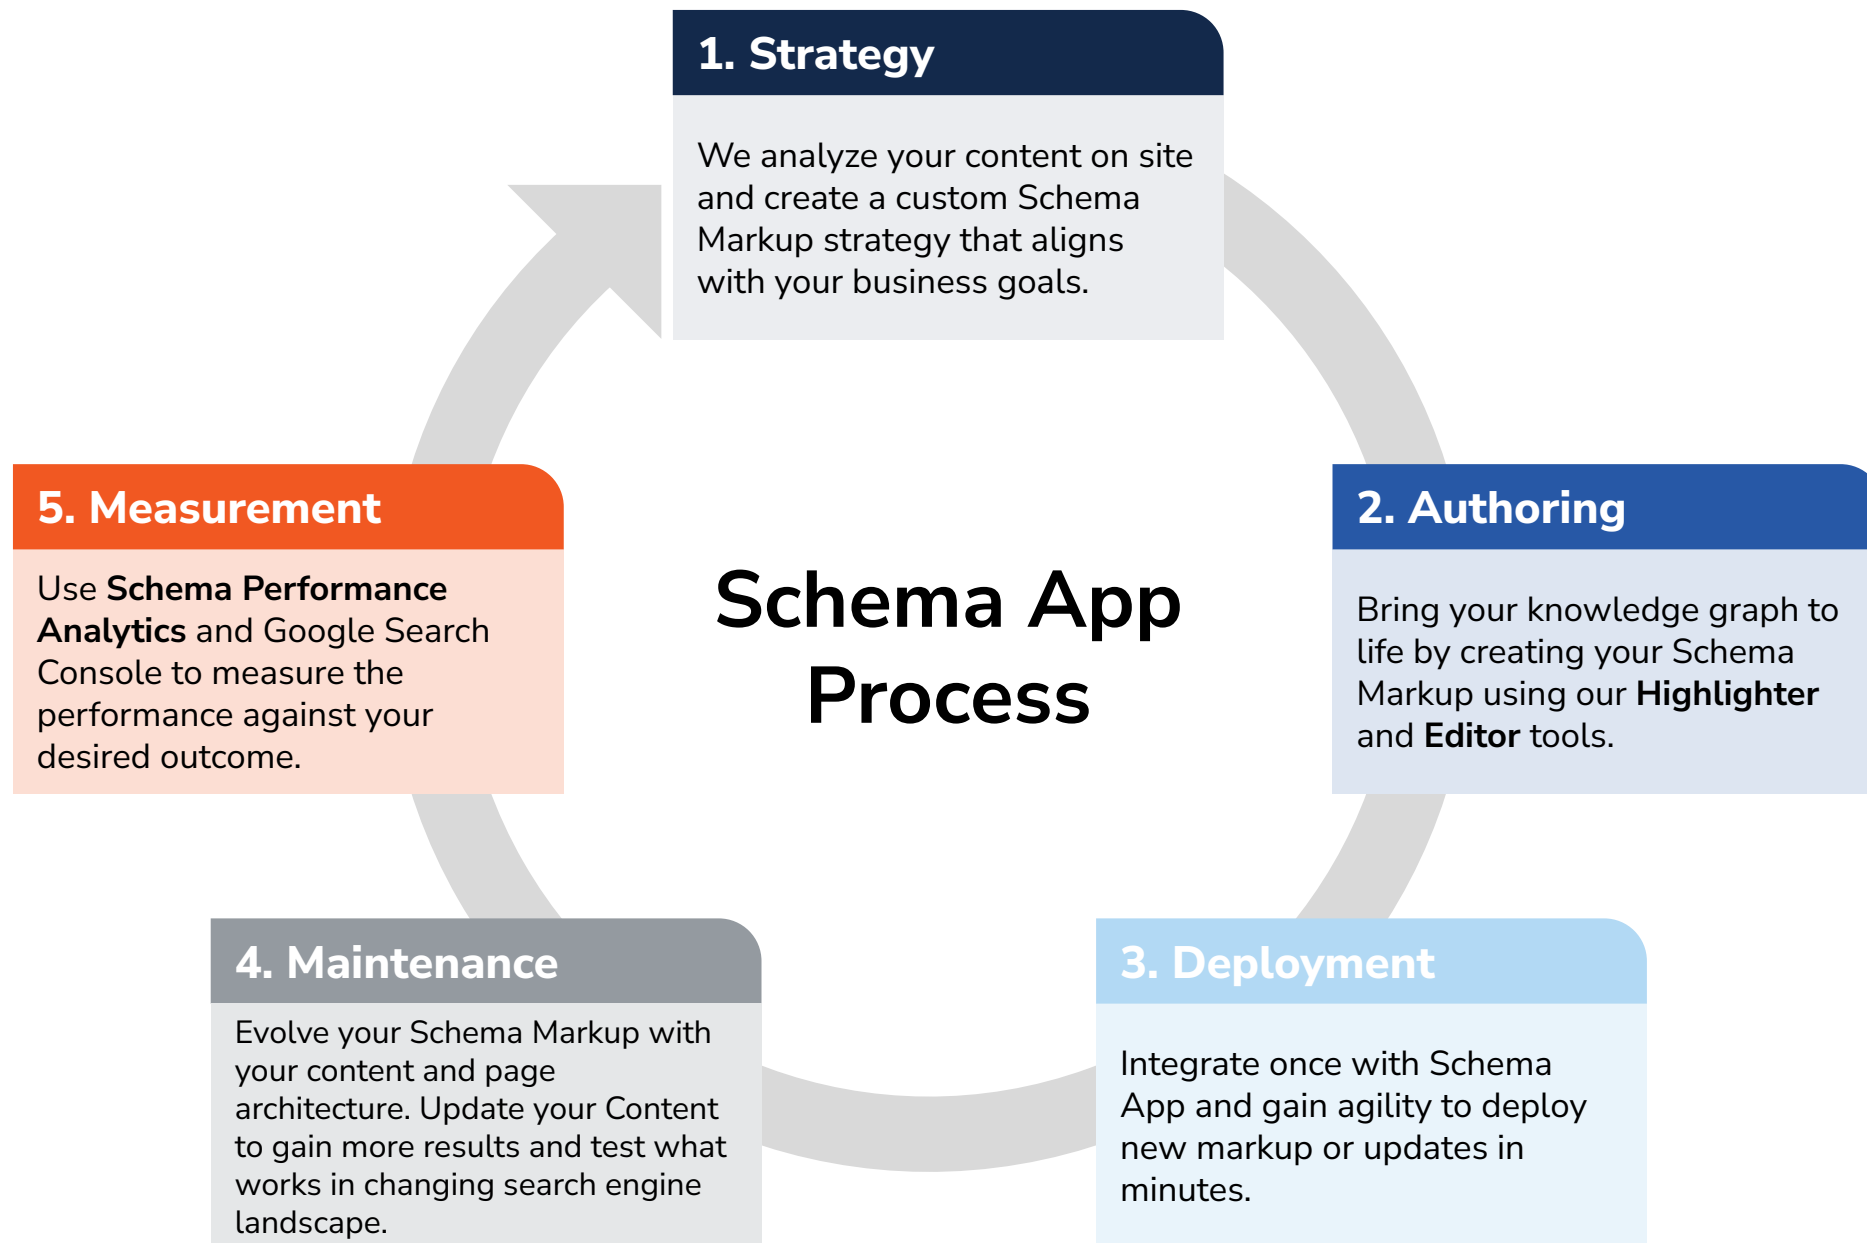 1. Strategy
We analyze your content on site
and create a custom Schema
Markup strategy that aligns
with your business goals.
5. Measurement
Use Schema Performance
Analytics and Google Search
Console to measure the
performance against your
desired outcome.
Schema App
Process
2. Authoring
Bring your knowledge graph to
life by creating your Schema
Markup using our Highlighter
and Editor tools.
4. Maintenance
Evolve your Schema Markup with
your content and page
architecture. Update your Content
to gain more results and test what
works in changing search engine
landscape.
3. Deployment
Integrate once with Schema
App and gain agility to deploy
new markup or updates in
minutes.